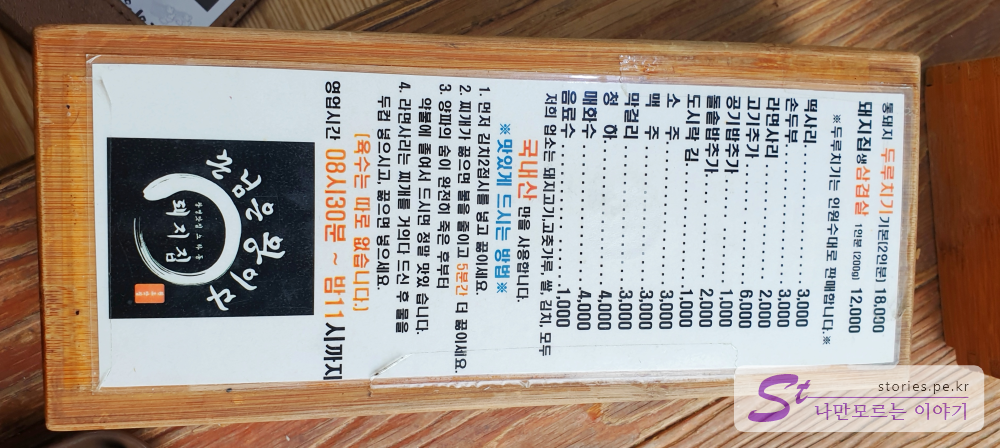 통돼지 두루치기 기본(2인분) 18,000
돼지집 생 삼겹살 1인분(200g) 12,000
※두루치기는 인원수대로 판매합니다.※
떡사리 3,000
손두부 3,000
라면사리 2,000
고기추가 6,000
공기밥추가 1,000
돌솥밥추가 2,000
도시락 김 1,000
소 주 3,000
맥 주 3,000
막걸리 3,000
청 하 4,000
매화수 4,000
음료수 1,000
저희 업소는 돼지고기,고춧가루, 쌀, 김치, 모두
국내산 만을 사용합니다.
※맛있게 드시는 방법※
1. 먼저 김치2접시를 넣고 끓이세요.
2. 찌개가 끓으면 불을 줄이고 5분간 더 끓이세요.
3. 양파의 숨이 완전히 죽은 후부터
약불에 졸여서 드시면 정말 맛있 습니다.
4. 라면사리는 찌개를 거의다 드신 후 물을
두컵 넣으시고, 끓으면 넣으세요.
(육수는 따로 없습니다.)
영업시간 08시30분 ~ 밤11시까지
돼지집
St
stories.pe.kr
나만모르는 이야기